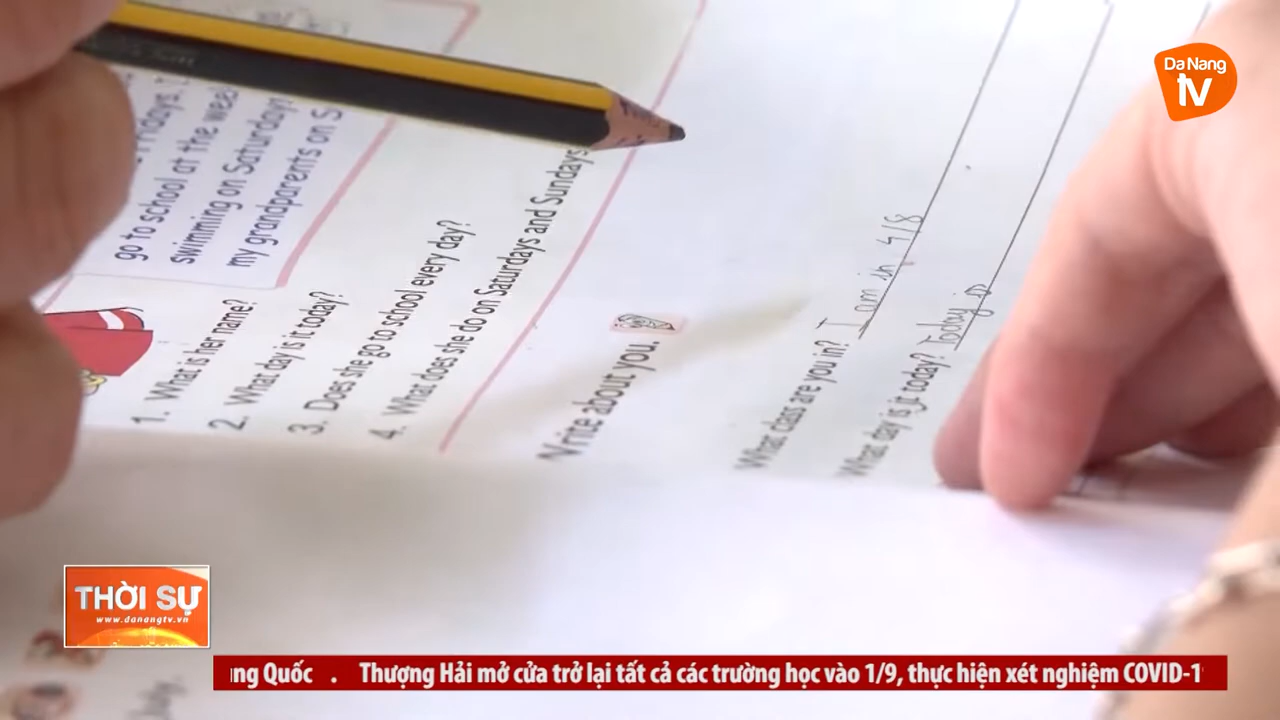 Da Nang
tv
Fridays. I
go to school at the wee
swimming on Saturday?
my grandparents on S
1. What is her name?
2. What day is it today?
3. Does she go to school every day?
4. What does she do on Saturdays and Sundays
Write about you.
What class are you in? I am in 4/8
What day is it today? Today is
THỜI SỰ
www.danangtv.vn
ung Quốc . Thượng Hải mở cửa trở lại tất cả các trường học vào 1/9, thực hiện xét nghiệm COVID-1